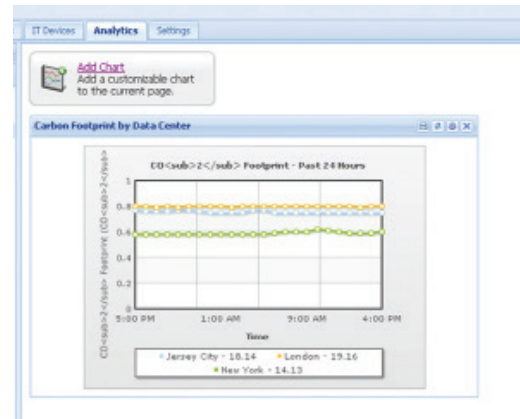 IT Devices Analytics Settings
Add Chart
Add a customizable chart
to the current page.
Carbon Footprint by Data Center
CO<sub>2</sub> Footprint - Past 24 Hours
CO<sub>2</sub> Footprint (CO<sub>2</sub>
1
0.8
0.6
0.4
0.2
0
5:00 PM 1:00 AM 9:00 AM 4:00 PM
Time
Jersey City - 18.14 London - 19.16
New York - 14.13